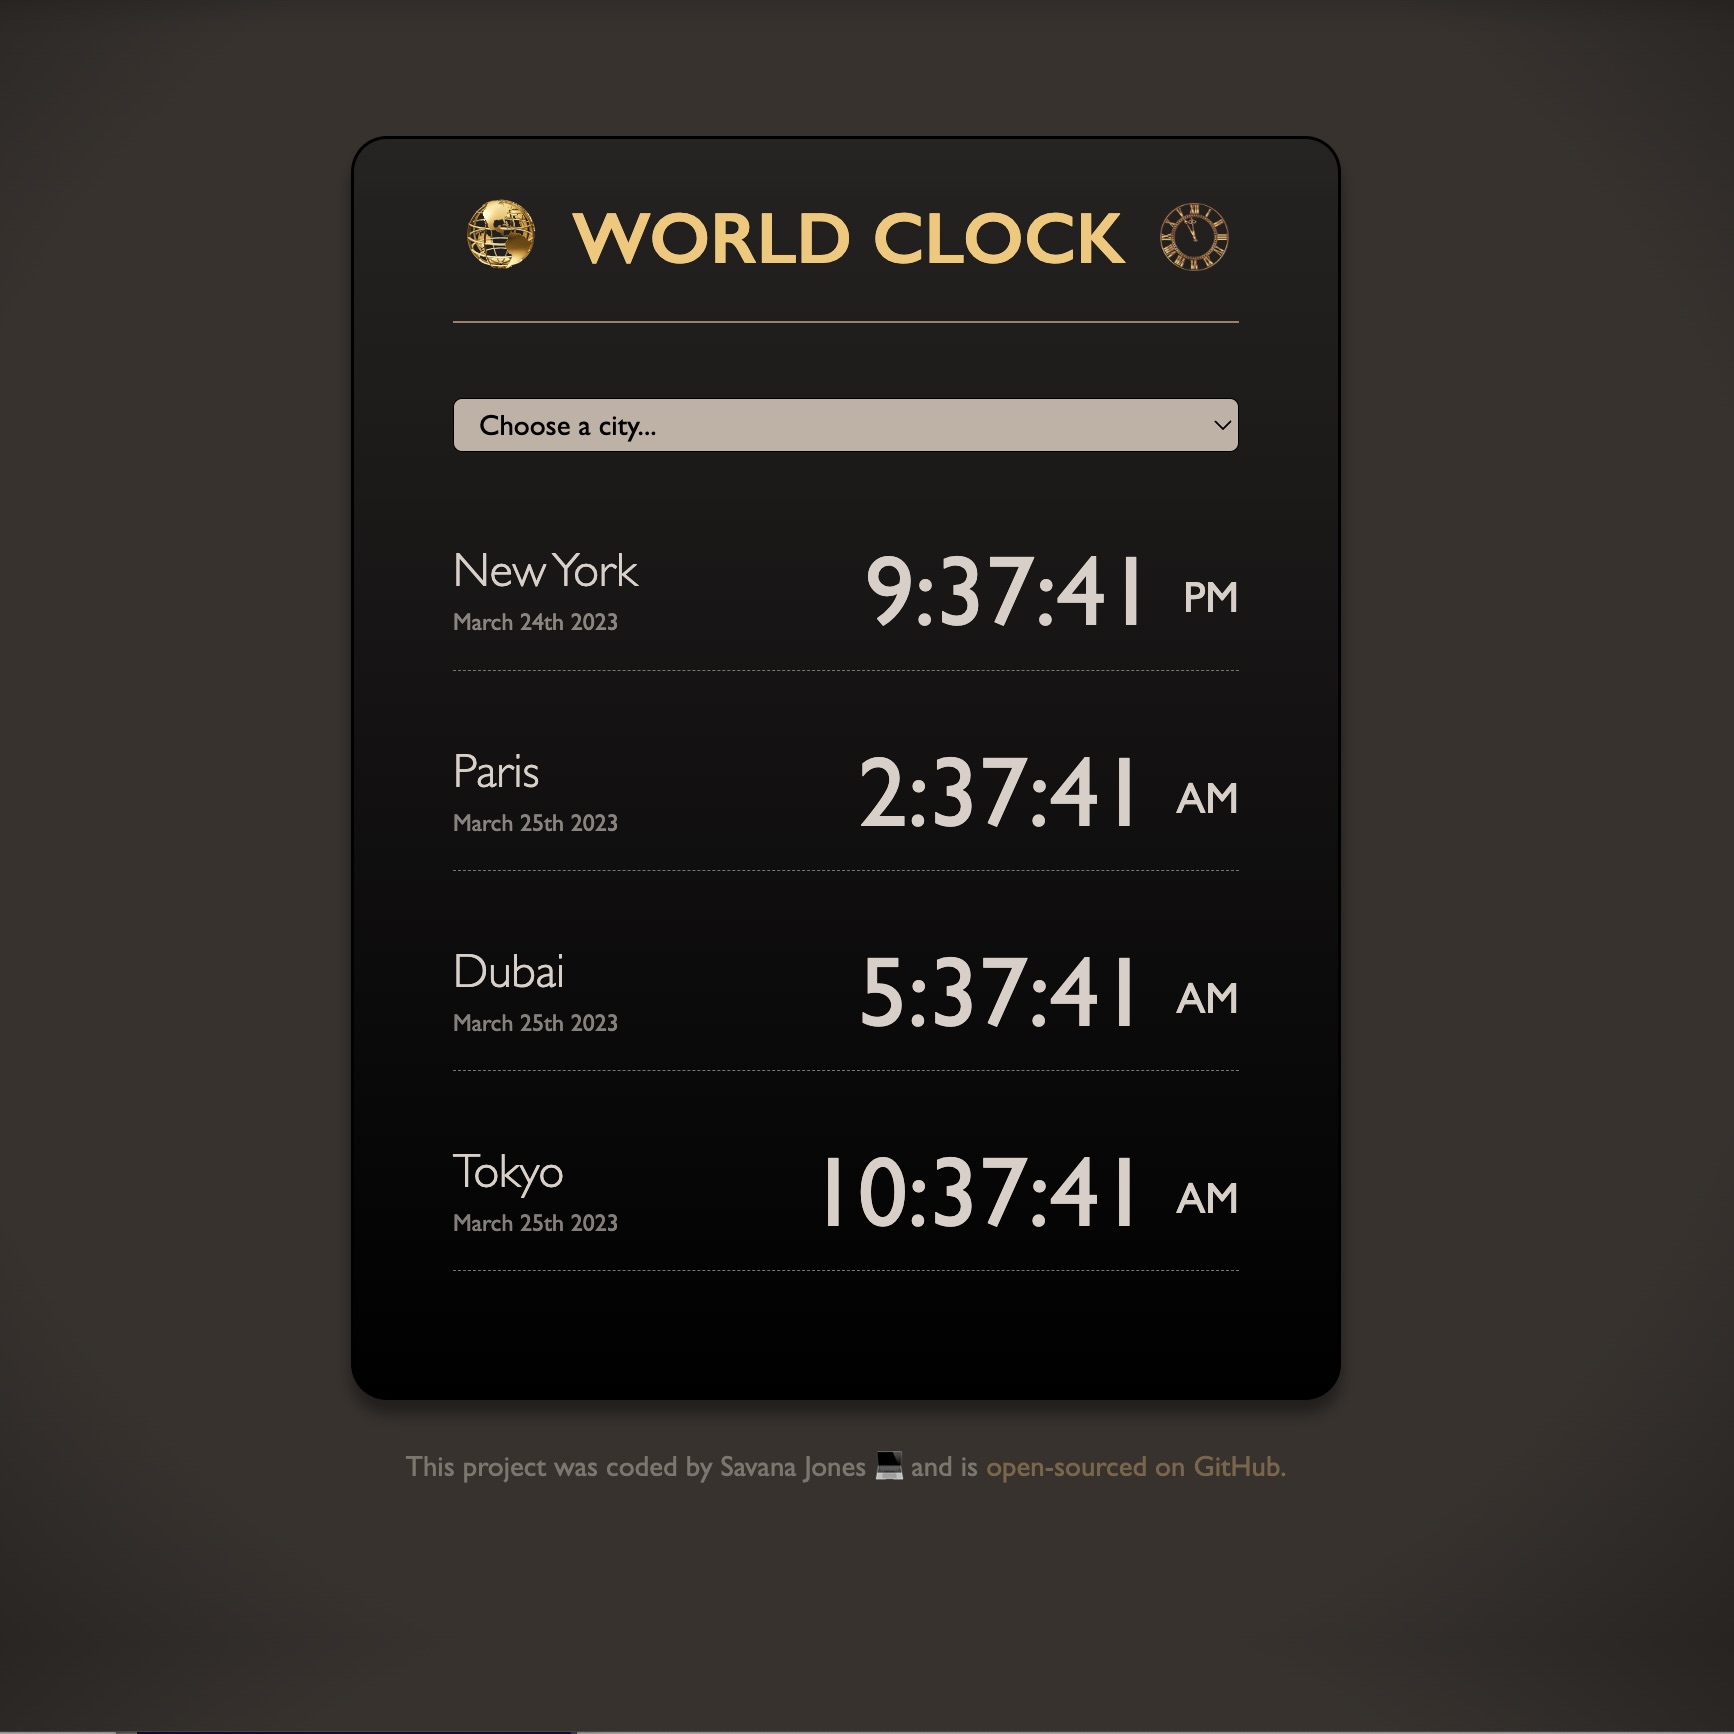 WORLD CLOCK
Choose a city...
New York
9:37:41 PM
March 24th 2023
Paris
2:37:41 AM
March 25th 2023
Dubai
5:37:41 AM
March 25th 2023
Tokyo
10:37:41 AM
March 25th 2023
This project was coded by Savana Jones 💻 and is open-sourced on GitHub.